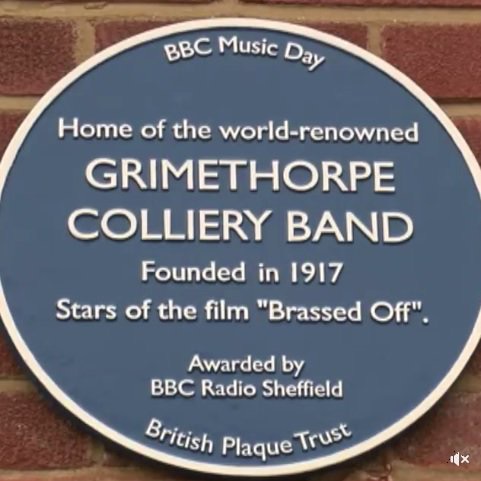 BBC Music Day
Home of the world-renowned
GRIMETHORPE
COLLIERY BAND
Founded in 1917
Stars of the film "Brassed Off".
Awarded by
BBC Radio Sheffield
British Plaque Trust